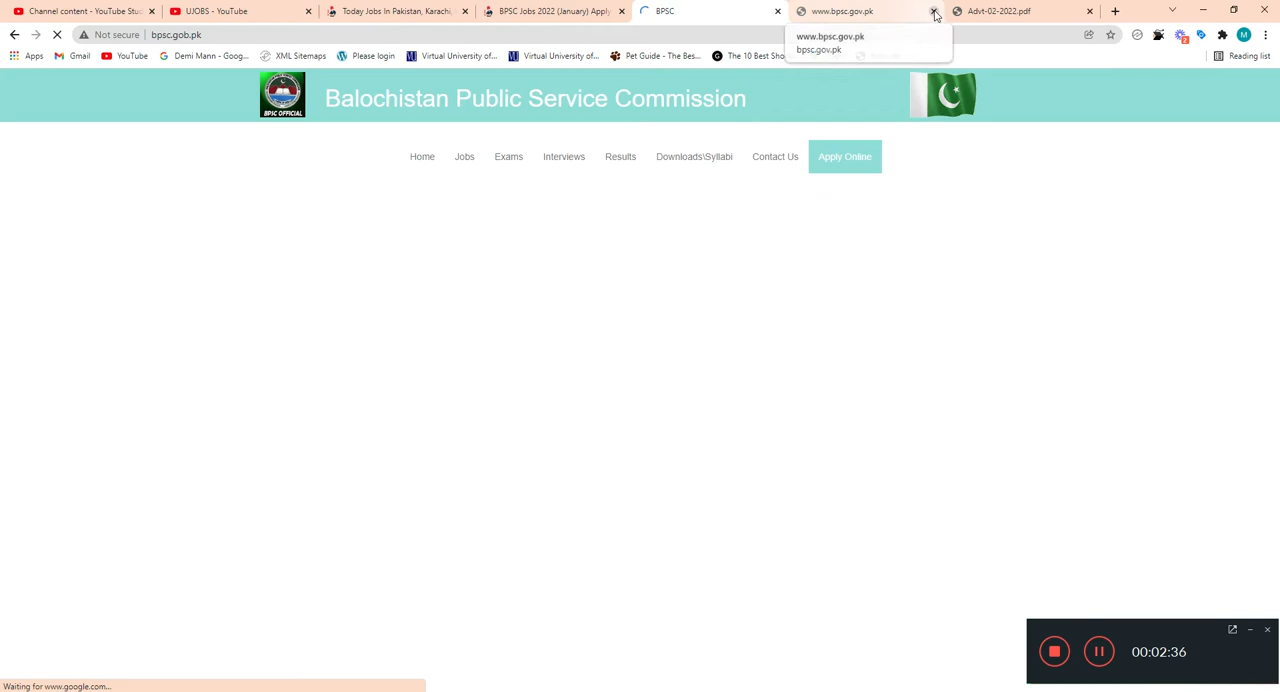 Channel content - YouTube Stud
UJOBS - YouTube
Today Jobs In Pakistan, Karachi,
BPSC Jobs 2022 (January) Apply
BPSC
www.bpsc.gov.pk
Advt-02-2022.pdf
Not secure
bpsc.gob.pk
www.bpsc.gov.pk
bpsc.gov.pk
2
M
Apps
Gmail
YouTube
Demi Mann - Goog...
XML Sitemaps
Please login
Virtual University of...
Virtual University of...
Pet Guide - The Bes...
The 10 Best Sho
Reading list
BPSC OFFICIAL
Balochistan Public Service Commission
Home
Jobs
Exams
Interviews
Results
Downloads\Syllabi
Contact Us
Apply Online
00:02:36
Waiting for www.google.com...